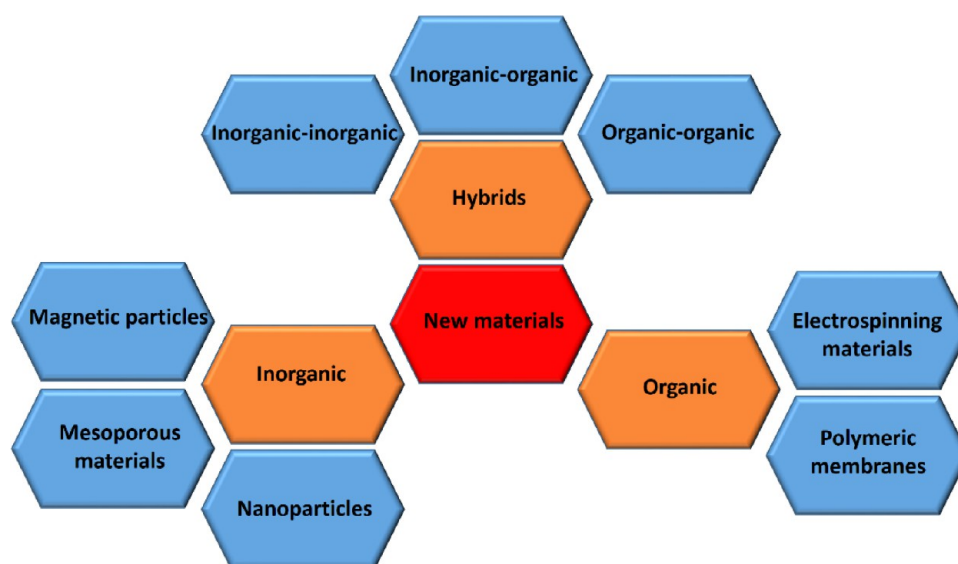 Inorganic-organic
Inorganic-inorganic
Organic-organic
Hybrids
Magnetic particles
New materials
Electrospinning
materials
Inorganic
Organic
Mesoporous
materials
Polymeric
membranes
Nanoparticles